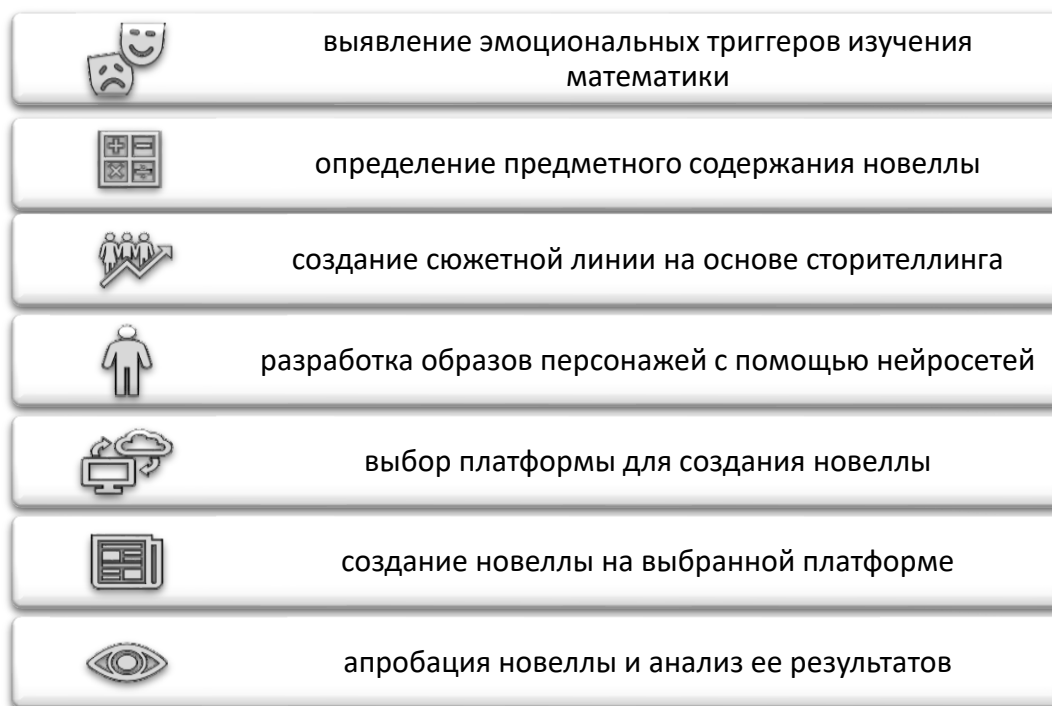 выявление эмоциональных триггеров изучения
математики
определение предметного содержания новеллы
создание сюжетной линии на основе сторителлинга
разработка образов персонажей с помощью нейросетей
выбор платформы для создания новеллы
создание новеллы на выбранной платформе
апробация новеллы и анализ ее результатов